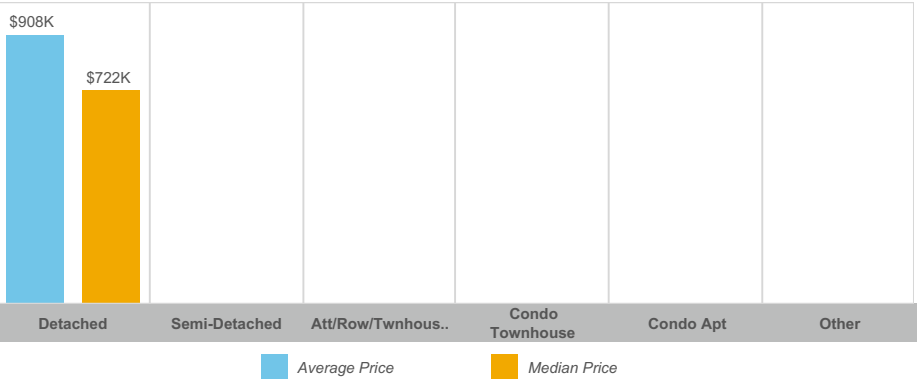 $908K
$722K
Detached
Semi-Detached
Att/Row/Twnhous..
Condo
Townhouse
Condo Apt
Other
Average Price
Median Price